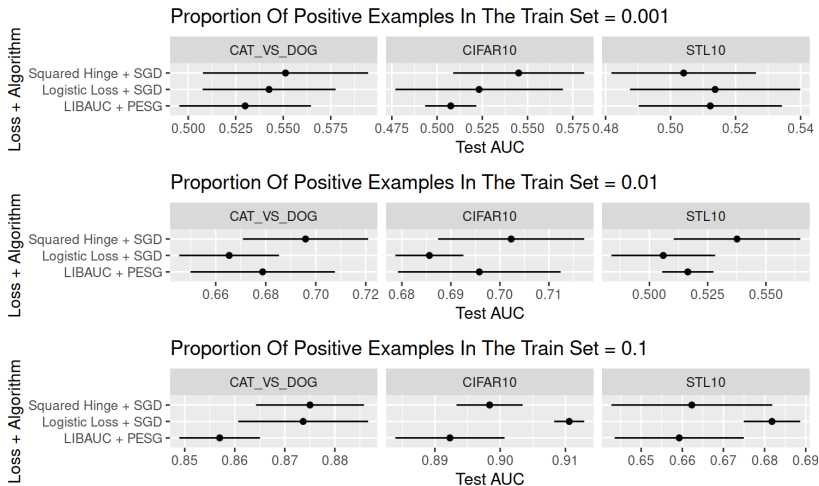 Proportion Of Positive Examples In The Train Set = 0.001
CAT_VS_DOG CIFAR10 STL10
Loss + Algorithm
Squared Hinge + SGD
Logistic Loss + SGD
LIBAUC + PESG
0.500 0.525 0.550 0.575 0.475 0.500 0.525 0.550 0.575 0.48 0.50 0.52 0.54
Test AUC
Proportion Of Positive Examples In The Train Set = 0.01
CAT_VS_DOG CIFAR10 STL10
Loss + Algorithm
Squared Hinge + SGD
Logistic Loss + SGD
LIBAUC + PESG
0.66 0.68 0.70 0.72 0.68 0.69 0.70 0.71 0.500 0.525 0.550
Test AUC
Proportion Of Positive Examples In The Train Set = 0.1
CAT_VS_DOG CIFAR10 STL10
Loss + Algorithm
Squared Hinge + SGD
Logistic Loss + SGD
LIBAUC + PESG
0.85 0.86 0.87 0.88 0.89 0.90 0.91 0.65 0.66 0.67 0.68 0.69
Test AUC